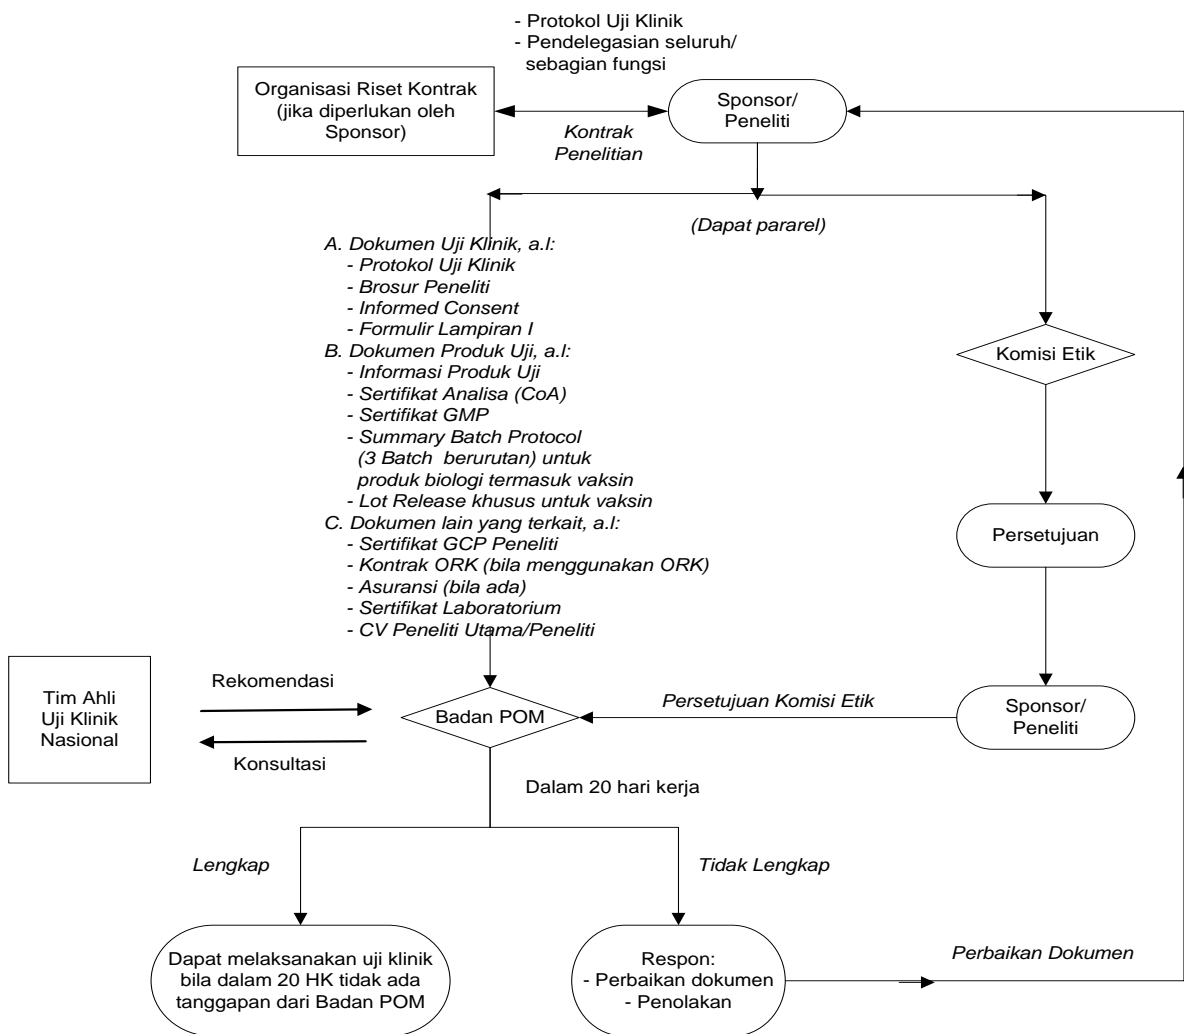 - Protokol Uji Klinik
- Pendelegasian seluruh/
sebagian fungsi
Organisasi Riset Kontrak
(jika diperlukan oleh
Sponsor)
Sponsor/
Peneliti
Kontrak
Penelitian
(Dapat pararel)
A. Dokumen Uji Klinik, a.l:
- Protokol Uji Klinik
- Brosur Peneliti
- Informed Consent
- Formulir Lampiran I
B. Dokumen Produk Uji, a.l:
- Informasi Produk Uji
- Sertifikat Analisa (CoA)
- Sertifikat GMP
- Summary Batch Protocol
(3 Batch berurutan) untuk
produk biologi termasuk vaksin
- Lot Release khusus untuk vaksin
C. Dokumen lain yang terkait, a.l:
- Sertifikat GCP Peneliti
- Kontrak ORK (bila menggunakan ORK)
- Asuransi (bila ada)
- Sertifikat Laboratorium
- CV Peneliti Utama/Peneliti
Komisi Etik
Persetujuan
Sponsor/
Peneliti
Persetujuan Komisi Etik
Badan POM
Rekomendasi
Konsultasi
Tim Ahli
Uji Klinik
Nasional
Dalam 20 hari kerja
Lengkap
Tidak Lengkap
Dapat melaksanakan uji klinik
bila dalam 20 HK tidak ada
tanggapan dari Badan POM
Respon:
- Perbaikan dokumen
- Penolakan
Perbaikan Dokumen